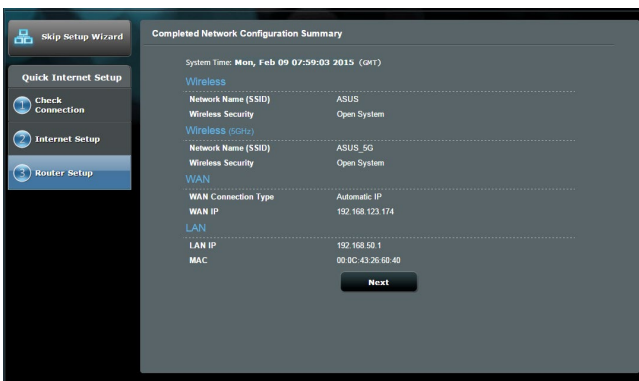 Skip Setup Wizard
Quick Internet Setup
1 Check Connection
2 Internet Setup
3 Router Setup
Completed Network Configuration Summary
System Time: Mon, Feb 09 07:59:03 2015 (GMT)
Wireless
Network Name (SSID) ASUS
Wireless Security Open System
Wireless (5GHz)
Network Name (SSID) ASUS_5G
Wireless Security Open System
WAN
WAN Connection Type Automatic IP
WAN IP 192.168.123.174
LAN
LAN IP 192.168.50.1
MAC 00:0C:43:26:60:40
Next